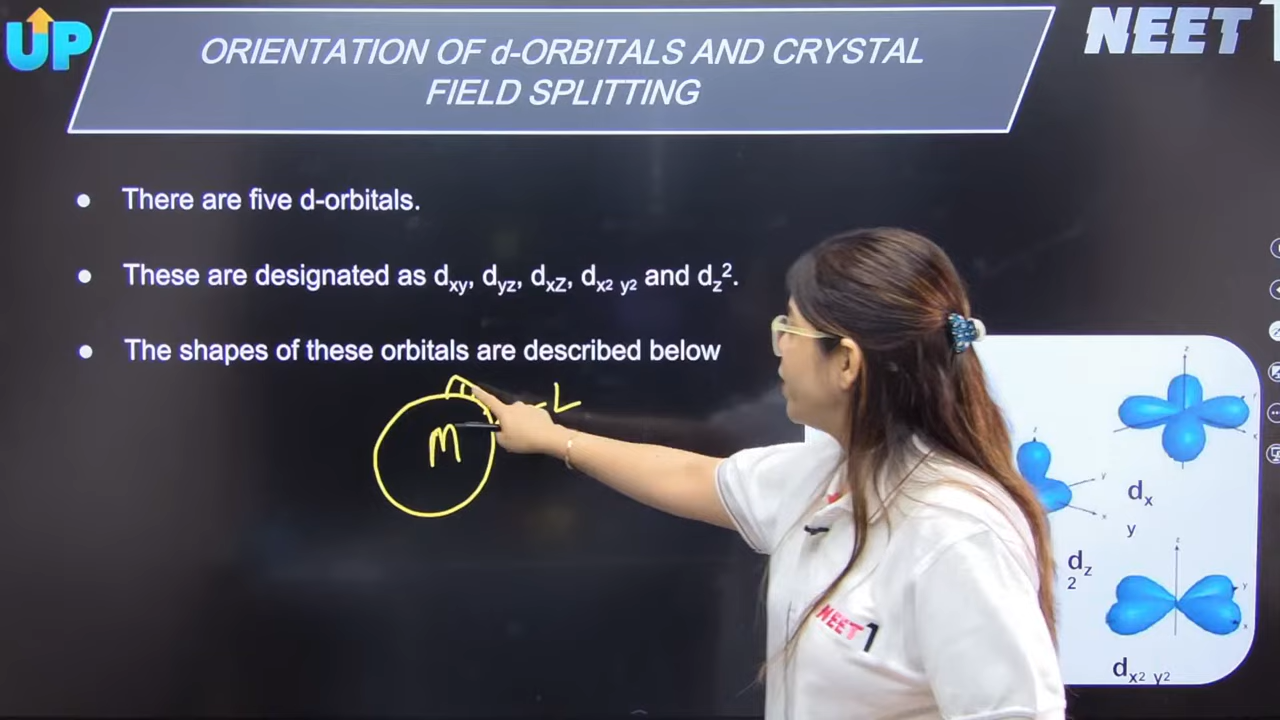 UP
NEET 1
ORIENTATION OF d-ORBITALS AND CRYSTAL
FIELD SPLITTING
● There are five d-orbitals.
● These are designated as dxy, dyz, dxZ, dx² y² and dz².
● The shapes of these orbitals are described below
M
L
z
y
x
dx
y
dz
2
z
x
z
y
x
dx² y²
NEET 1